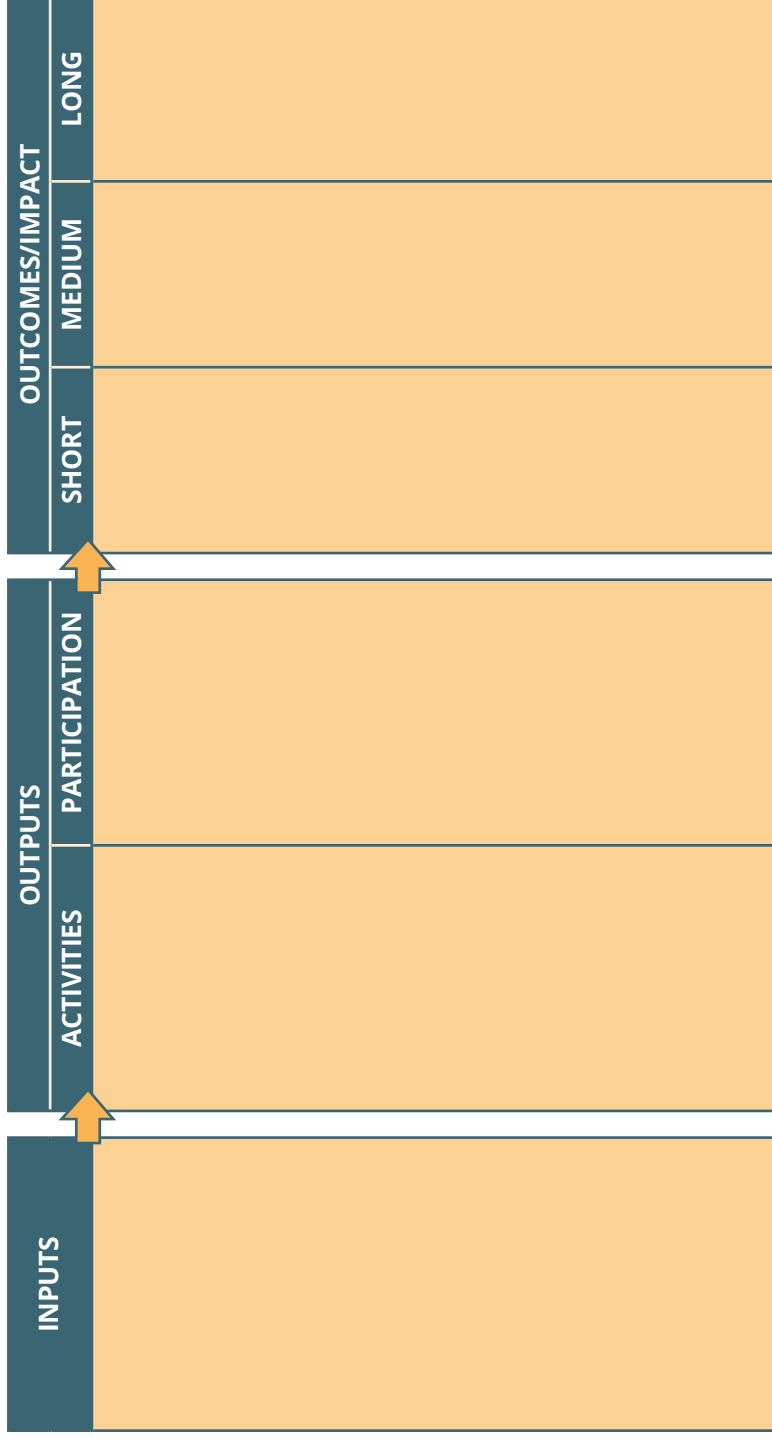 INPUTS
OUTPUTS
ACTIVITIES
PARTICIPATION
OUTCOMES/IMPACT
SHORT
MEDIUM
LONG